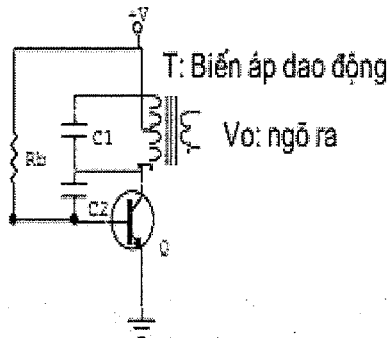 +V
T: Biến áp dao động
C1
Vo: ngõ ra
Rb
C2
Q